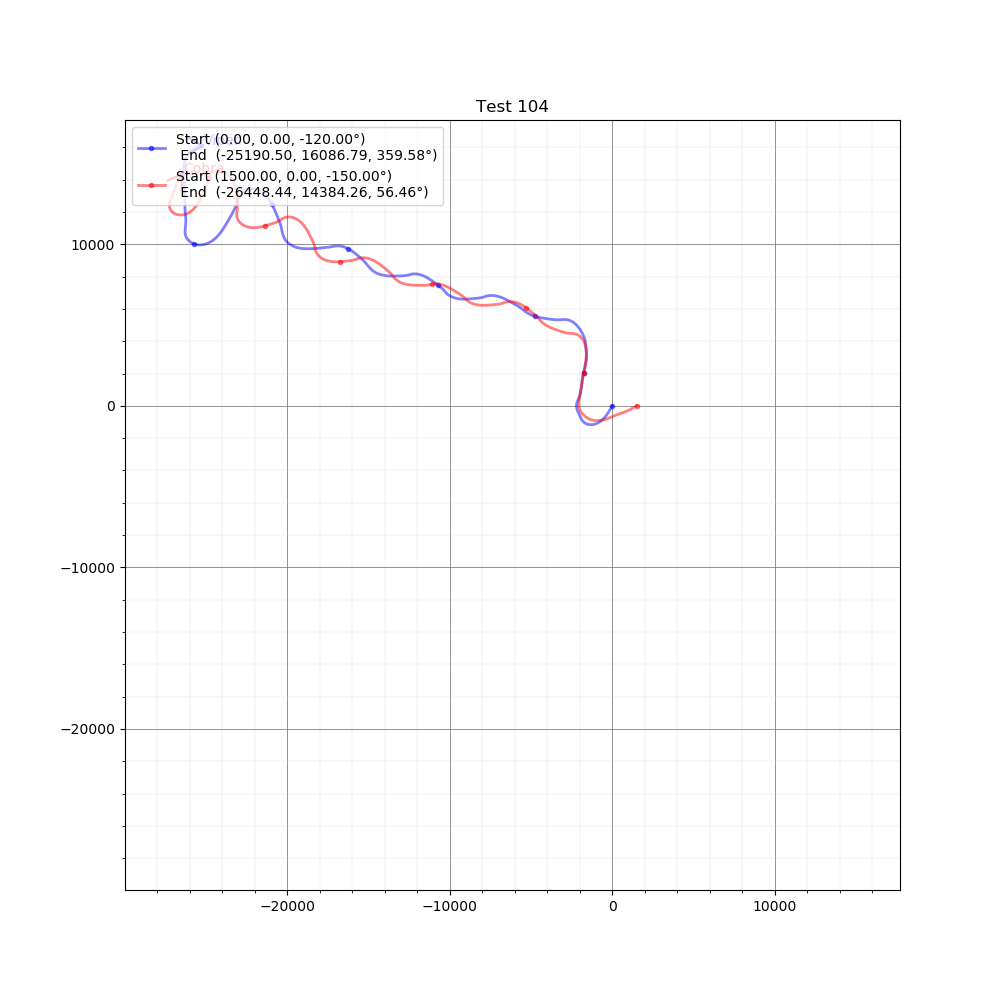 Test 104
Start (0.00, 0.00, -120.00°)
End (-25190.50, 16086.79, 359.58°)
Start (1500.00, 0.00, -150.00°)
End (-26448.44, 14384.26, 56.46°)
Cobra
10000
0
−10000
−20000
−20000
−10000
0
10000